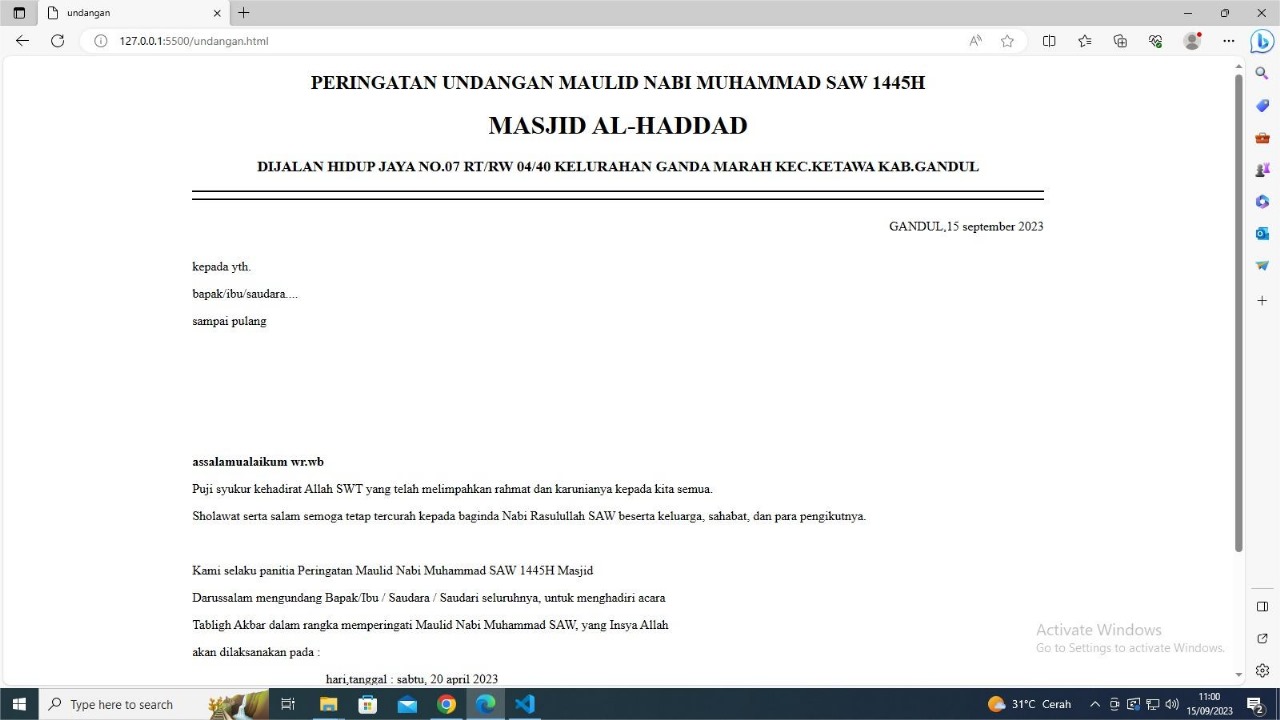 undangan
127.0.0.1:5500/undangan.html
PERINGATAN UNDANGAN MAULID NABI MUHAMMAD SAW 1445H
MASJID AL-HADDAD
DIJALAN HIDUP JAYA NO.07 RT/RW 04/40 KELURAHAN GANDA MARAH KEC.KETAWA KAB.GANDUL
GANDUL,15 september 2023
kepada yth.
bapak/ibu/saudara....
sampai pulang
assalamualaikum wr.wb
Puji syukur kehadirat Allah SWT yang telah melimpahkan rahmat dan karunianya kepada kita semua.
Sholawat serta salam semoga tetap tercurah kepada baginda Nabi Rasulullah SAW beserta keluarga, sahabat, dan para pengikutnya.
Kami selaku panitia Peringatan Maulid Nabi Muhammad SAW 1445H Masjid
Darussalam mengundang Bapak/Ibu / Saudara / Saudari seluruhnya, untuk menghadiri acara
Tabligh Akbar dalam rangka memperingati Maulid Nabi Muhammad SAW, yang Insya Allah
akan dilaksanakan pada :
hari,tanggal : sabtu, 20 april 2023
Activate Windows
Go to Settings to activate Windows.
Type here to search
31°C Cerah
11:00
15/09/2023
2